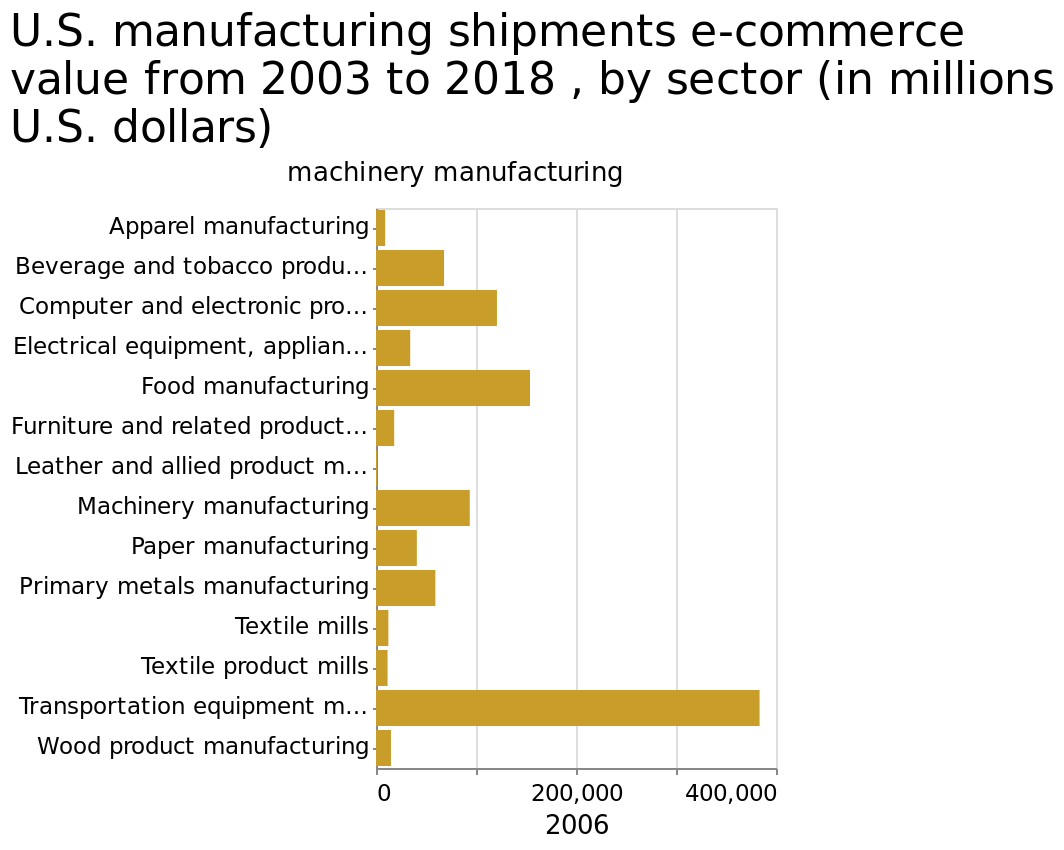 U.S. manufacturing shipments e-commerce
value from 2003 to 2018 , by sector (in millions
U.S. dollars)
machinery manufacturing
Apparel manufacturing
Beverage and tobacco produ…
Computer and electronic pro…
Electrical equipment, applian…
Food manufacturing
Furniture and related product…
Leather and allied product m…
Machinery manufacturing
Paper manufacturing
Primary metals manufacturing
Textile mills
Textile product mills
Transportation equipment m…
Wood product manufacturing
0 200,000 400,000
2006